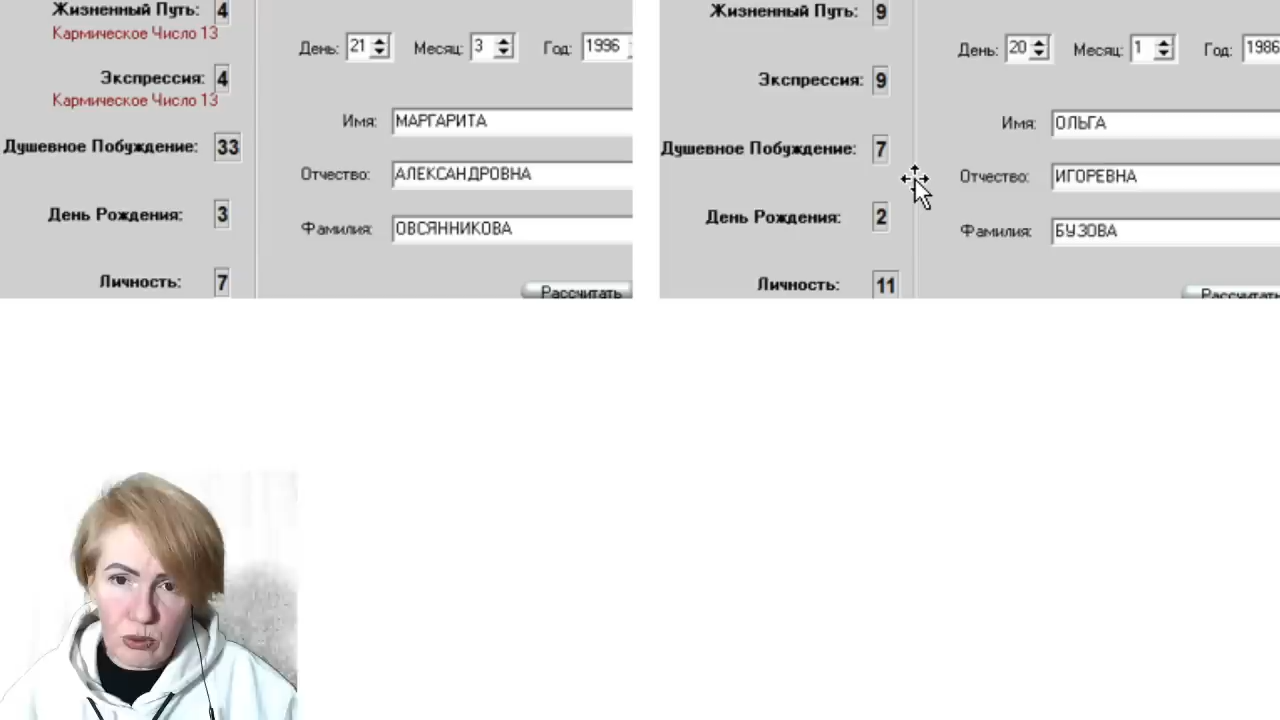 Жизненный Путь: 4
Кармическое Число 13
Экспрессия: 4
Кармическое Число 13
Душевное Побуждение: 33
День Рождения: 3
Личность: 7
День: 21 Месяц: 3 Год: 1996
Имя: МАРГАРИТА
Отчество: АЛЕКСАНДРОВНА
Фамилия: ОВСЯННИКОВА
Рассчитать
Жизненный Путь: 9
Экспрессия: 9
Душевное Побуждение: 7
День Рождения: 2
Личность: 11
День: 20 Месяц: 1 Год: 1986
Имя: ОЛЬГА
Отчество: ИГОРЕВНА
Фамилия: БУЗОВА
Рассчитать